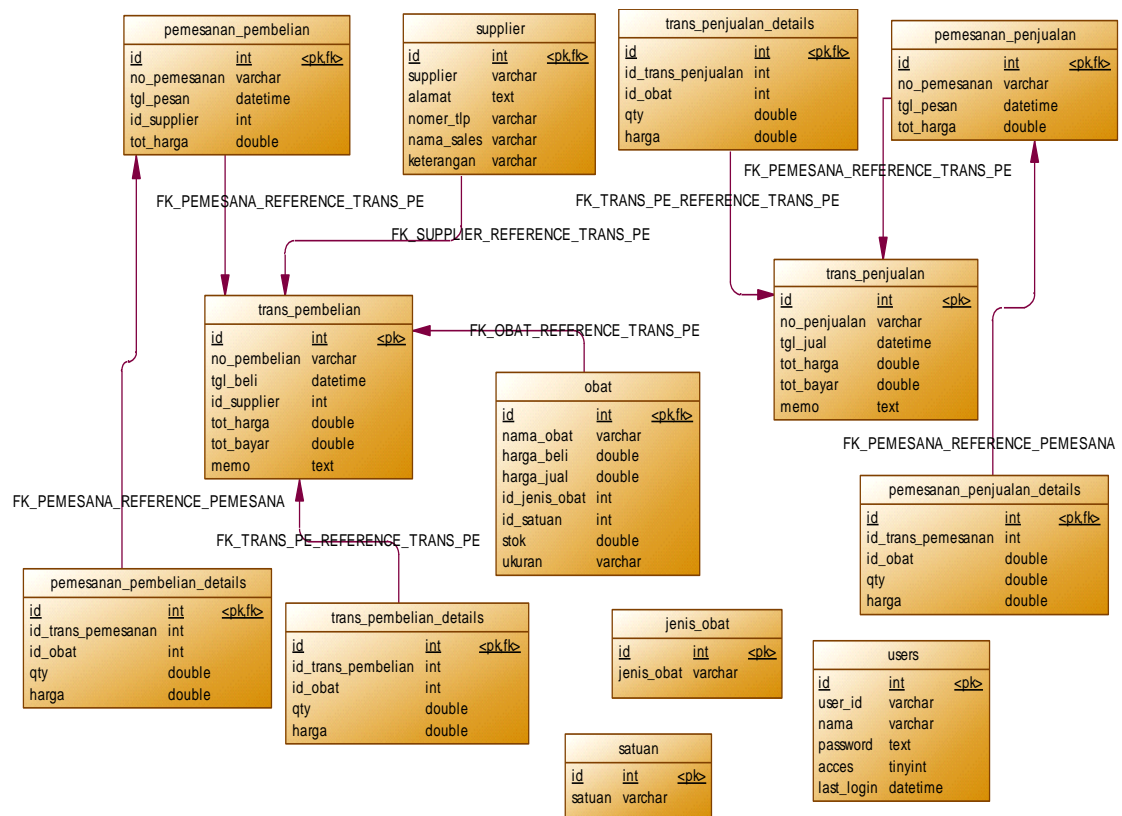 pemesanan_pembelian
id int <pk,fk>
no_pemesanan varchar
tgl_pesan datetime
id_supplier int
tot_harga double
supplier
id int <pk,fk>
supplier varchar
alamat text
nomer_tlp varchar
nama_sales varchar
keterangan varchar
trans_penjualan_details
id int <pk,fk>
id_trans_penjualan int
id_obat int
qty double
harga double
pemesanan_penjualan
id int <pk,fk>
no_pemesanan varchar
tgl_pesan datetime
tot_harga double
FK_PEMESANA_REFERENCE_TRANS_PE
FK_SUPPLIER_REFERENCE_TRANS_PE
FK_PEMESANA_REFERENCE_TRANS_PE
FK_TRANS_PE_REFERENCE_TRANS_PE
trans_pembelian
id int <pk>
no_pembelian varchar
tgl_beli datetime
id_supplier int
tot_harga double
tot_bayar double
memo text
FK_OBAT_REFERENCE_TRANS_PE
trans_penjualan
id int <pk>
no_penjualan varchar
tgl_jual datetime
tot_harga double
tot_bayar double
memo text
obat
id int <pk,fk>
nama_obat varchar
harga_beli double
harga_jual double
id_jenis_obat int
id_satuan int
stok double
ukuran varchar
FK_PEMESANA_REFERENCE_PEMESANA
pemesanan_penjualan_details
id int <pk,fk>
id_trans_pemesanan int
id_obat double
qty double
harga double
FK_PEMESANA_REFERENCE_PEMESANA
FK_TRANS_PE_REFERENCE_TRANS_PE
pemesanan_pembelian_details
id int <pk,fk>
id_trans_pemesanan int
id_obat int
qty double
harga double
trans_pembelian_details
id int <pk,fk>
id_trans_pembelian int
id_obat int
qty double
harga double
jenis_obat
id int <pk>
jenis_obat varchar
satuan
id int <pk>
satuan varchar
users
id int <pk>
user_id varchar
nama varchar
password text
acces tinyint
last_login datetime